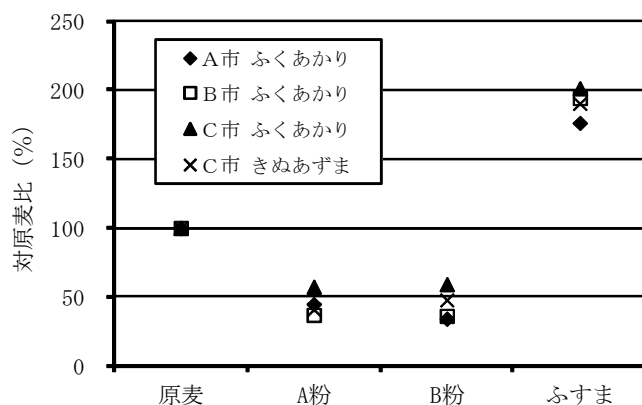 250
200
150
100
50
0
対原麦比（％）
A市 ふくあかり
B市 ふくあかり
C市 ふくあかり
C市 きぬあずま
原麦 A粉 B粉 ふすま